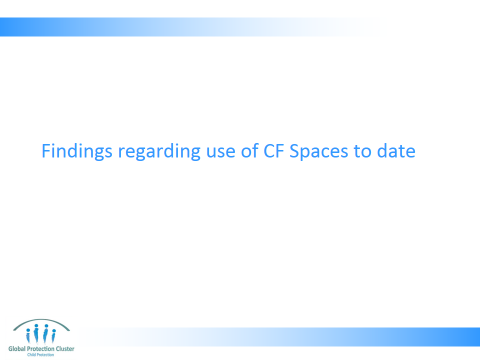 Findings regarding use of CF Spaces to date
Global Protection Cluster
Child Protection